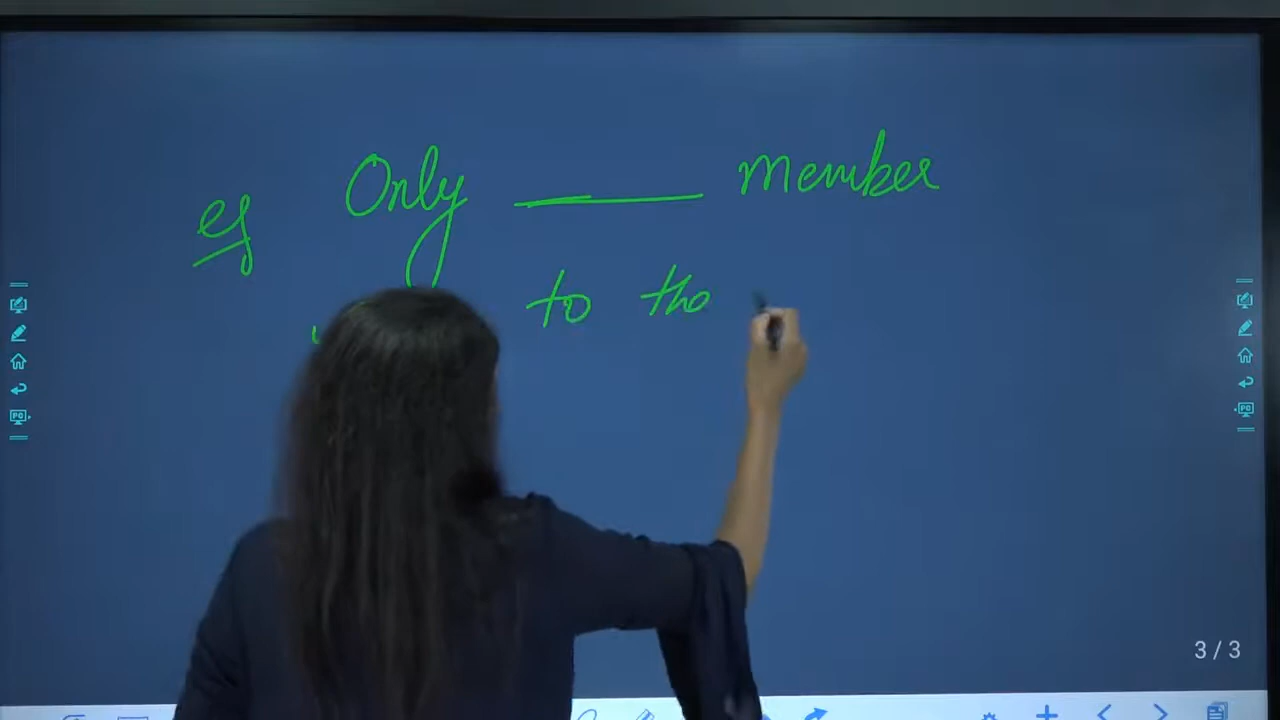 eg Only ______ member
to the
3 / 3